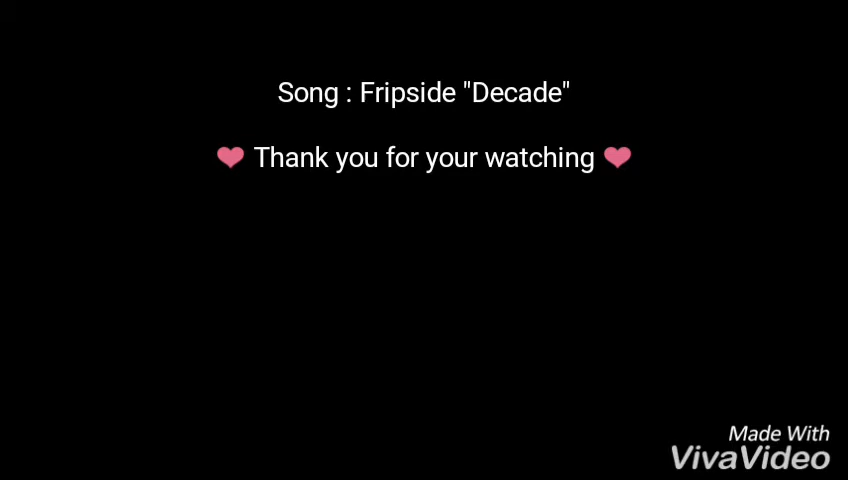 Song : Fripside "Decade"
❤ Thank you for your watching ❤
Made With
VivaVideo